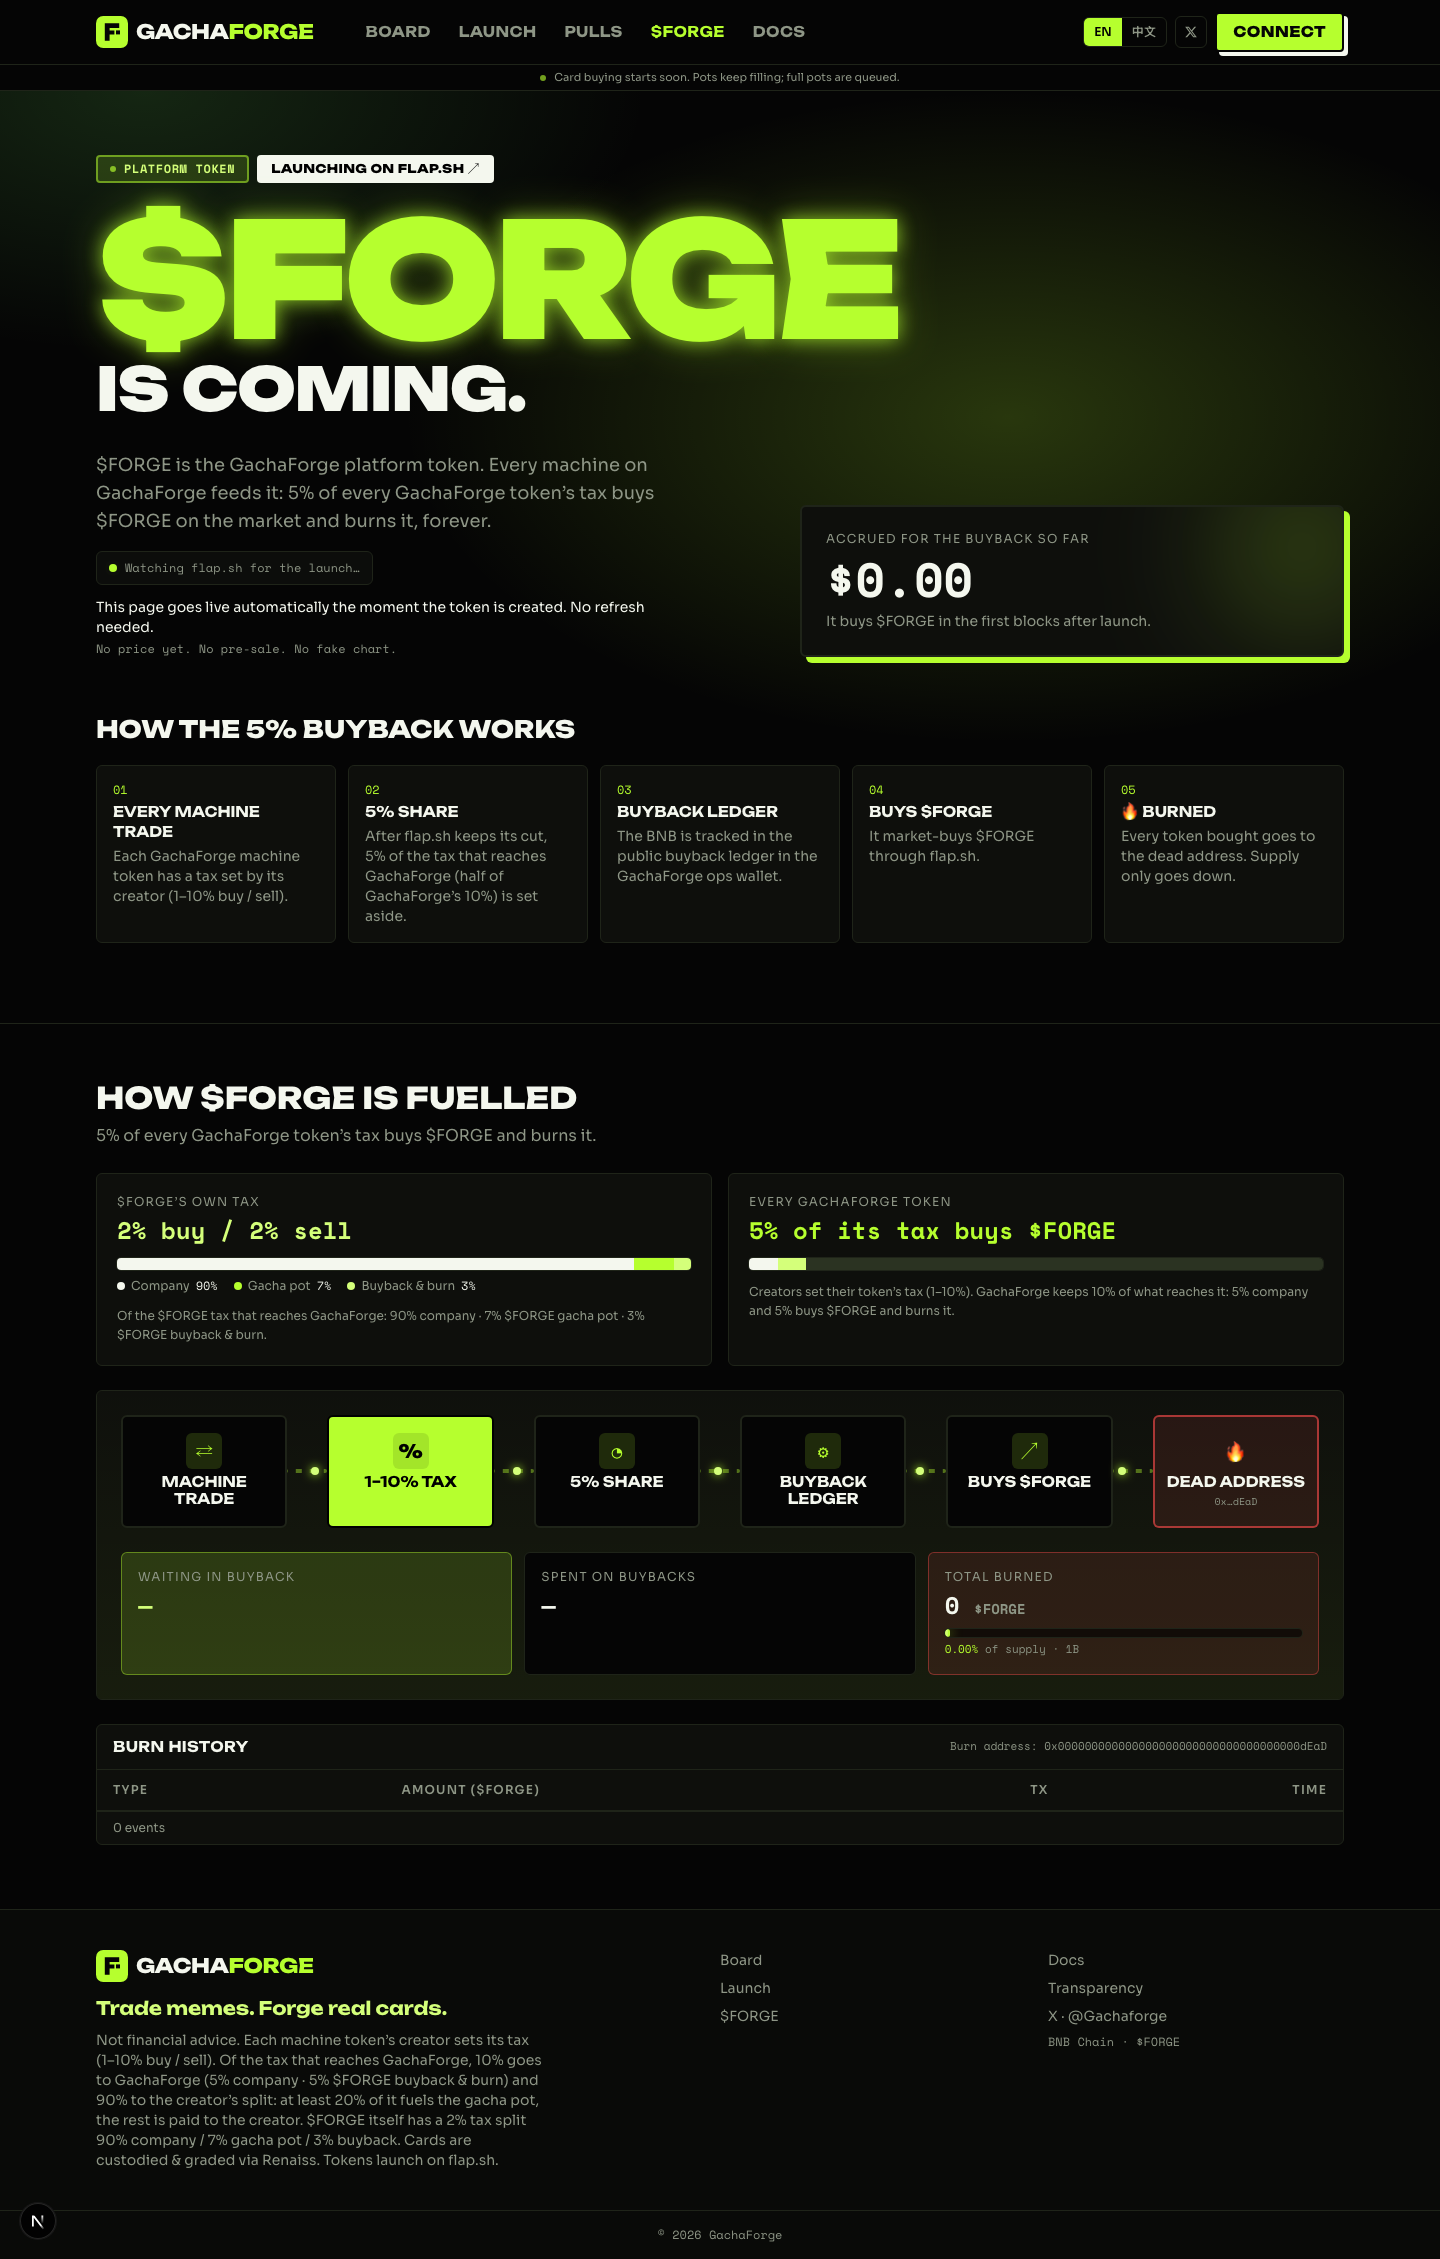 GACHAFORGE
BOARD
LAUNCH
PULLS
$FORGE
DOCS
EN
中文
CONNECT
Card buying starts soon. Pots keep filling; full pots are queued.
PLATFORM TOKEN
LAUNCHING ON FLAP.SH ↗
$FORGE
IS COMING.
$FORGE is the GachaForge platform token. Every machine on
GachaForge feeds it: 5% of every GachaForge token’s tax buys
$FORGE on the market and burns it, forever.
Watching flap.sh for the launch…
This page goes live automatically the moment the token is created. No refresh
needed.
No price yet. No pre-sale. No fake chart.
ACCRUED FOR THE BUYBACK SO FAR
$0.00
It buys $FORGE in the first blocks after launch.
HOW THE 5% BUYBACK WORKS
01
EVERY MACHINE
TRADE
Each GachaForge machine
token has a tax set by its
creator (1–10% buy / sell).
02
5% SHARE
After flap.sh keeps its cut,
5% of the tax that reaches
GachaForge (half of
GachaForge’s 10%) is set
aside.
03
BUYBACK LEDGER
The BNB is tracked in the
public buyback ledger in the
GachaForge ops wallet.
04
BUYS $FORGE
It market-buys $FORGE
through flap.sh.
05
🔥 BURNED
Every token bought goes to
the dead address. Supply
only goes down.
HOW $FORGE IS FUELLED
5% of every GachaForge token’s tax buys $FORGE and burns it.
$FORGE’S OWN TAX
2% buy / 2% sell
Company 90%
Gacha pot 7%
Buyback & burn 3%
Of the $FORGE tax that reaches GachaForge: 90% company · 7% $FORGE gacha pot · 3%
$FORGE buyback & burn.
EVERY GACHAFORGE TOKEN
5% of its tax buys $FORGE
Creators set their token’s tax (1–10%). GachaForge keeps 10% of what reaches it: 5% company
and 5% buys $FORGE and burns it.
MACHINE
TRADE
%
1–10% TAX
5% SHARE
BUYBACK
LEDGER
BUYS $FORGE
DEAD ADDRESS
0x…dEaD
WAITING IN BUYBACK
—
SPENT ON BUYBACKS
—
TOTAL BURNED
0 $FORGE
0.00% of supply · 1B
BURN HISTORY
Burn address: 0x000000000000000000000000000000000000dEaD
TYPE
AMOUNT ($FORGE)
TX
TIME
0 events
GACHAFORGE
Trade memes. Forge real cards.
Not financial advice. Each machine token’s creator sets its tax
(1–10% buy / sell). Of the tax that reaches GachaForge, 10% goes
to GachaForge (5% company · 5% $FORGE buyback & burn) and
90% to the creator’s split: at least 20% of it fuels the gacha pot,
the rest is paid to the creator. $FORGE itself has a 2% tax split
90% company / 7% gacha pot / 3% buyback. Cards are
custodied & graded via Renaiss. Tokens launch on flap.sh.
Board
Launch
$FORGE
Docs
Transparency
X · @Gachaforge
BNB Chain · $FORGE
© 2026 GachaForge